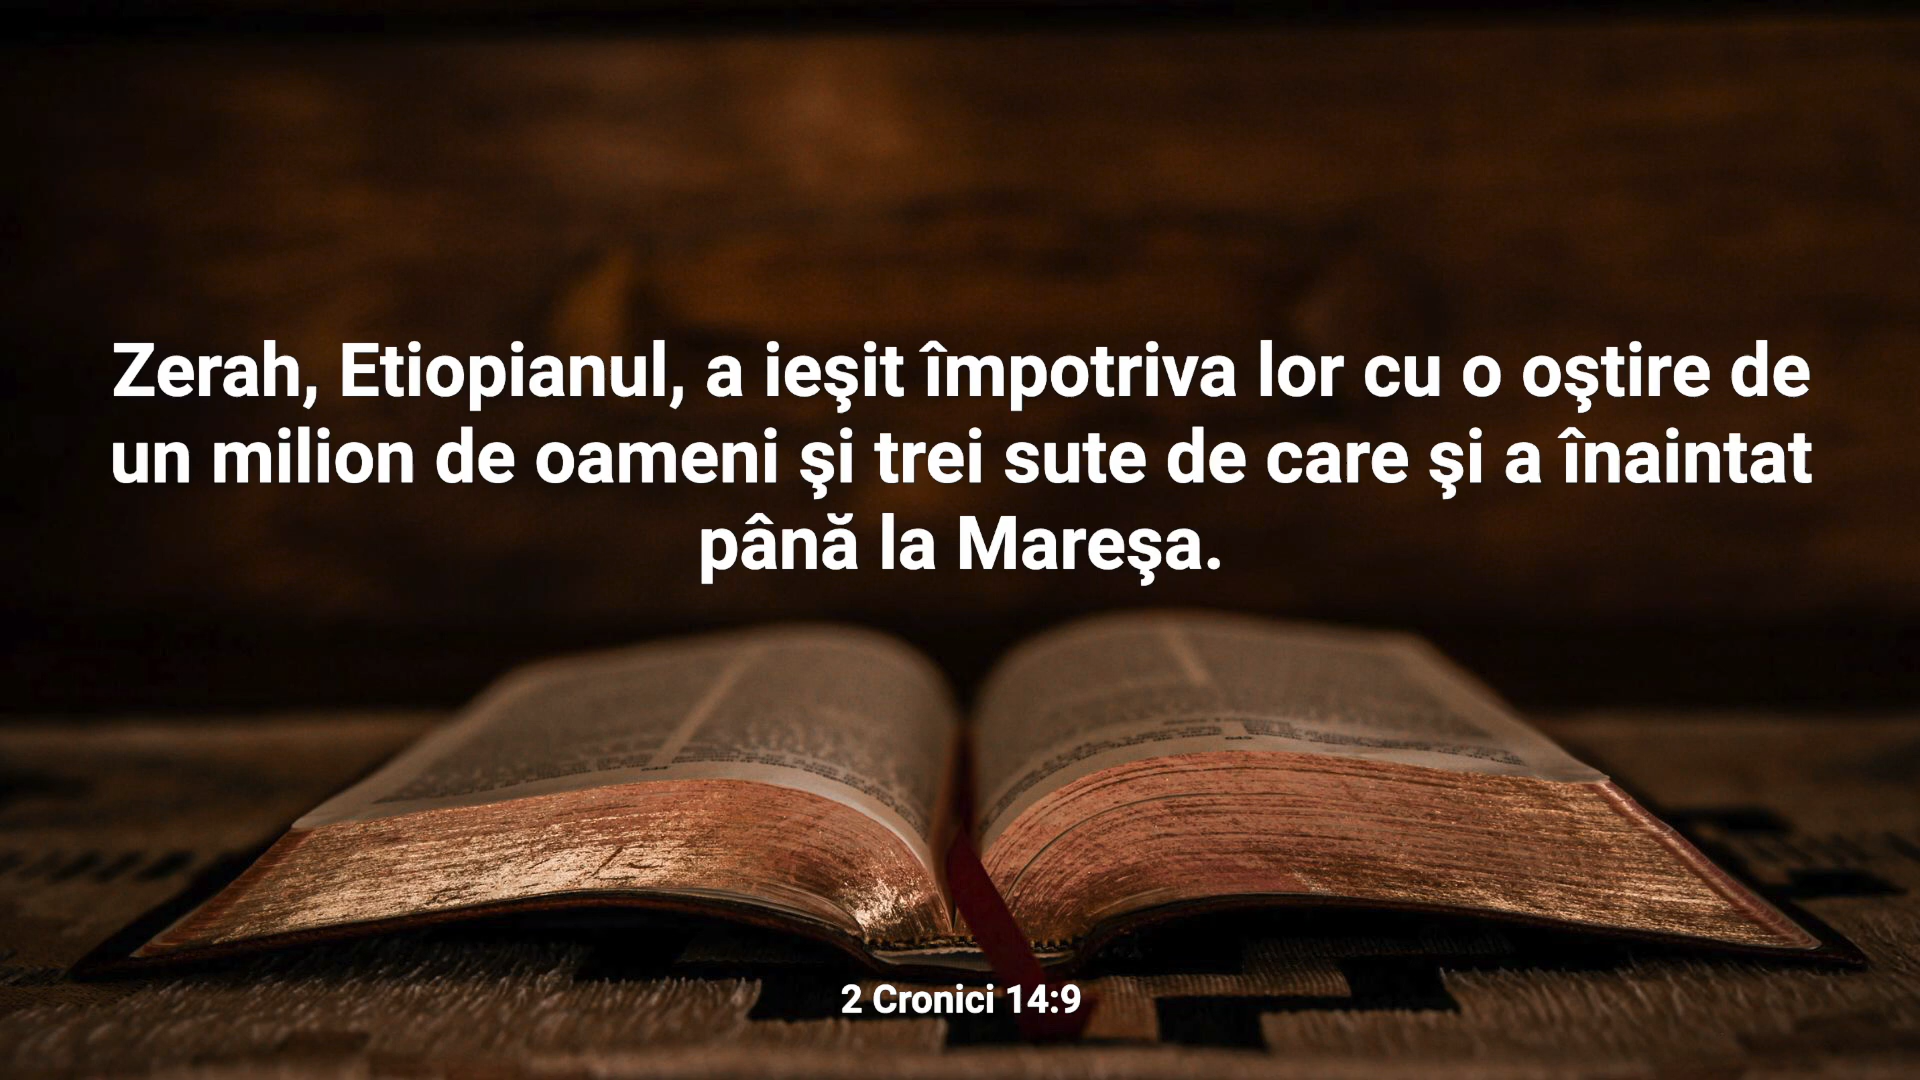 Zerah, Etiopianul, a ieşit împotriva lor cu o oştire de
un milion de oameni şi trei sute de care şi a înaintat
până la Mareşa.
2 Cronici 14:9